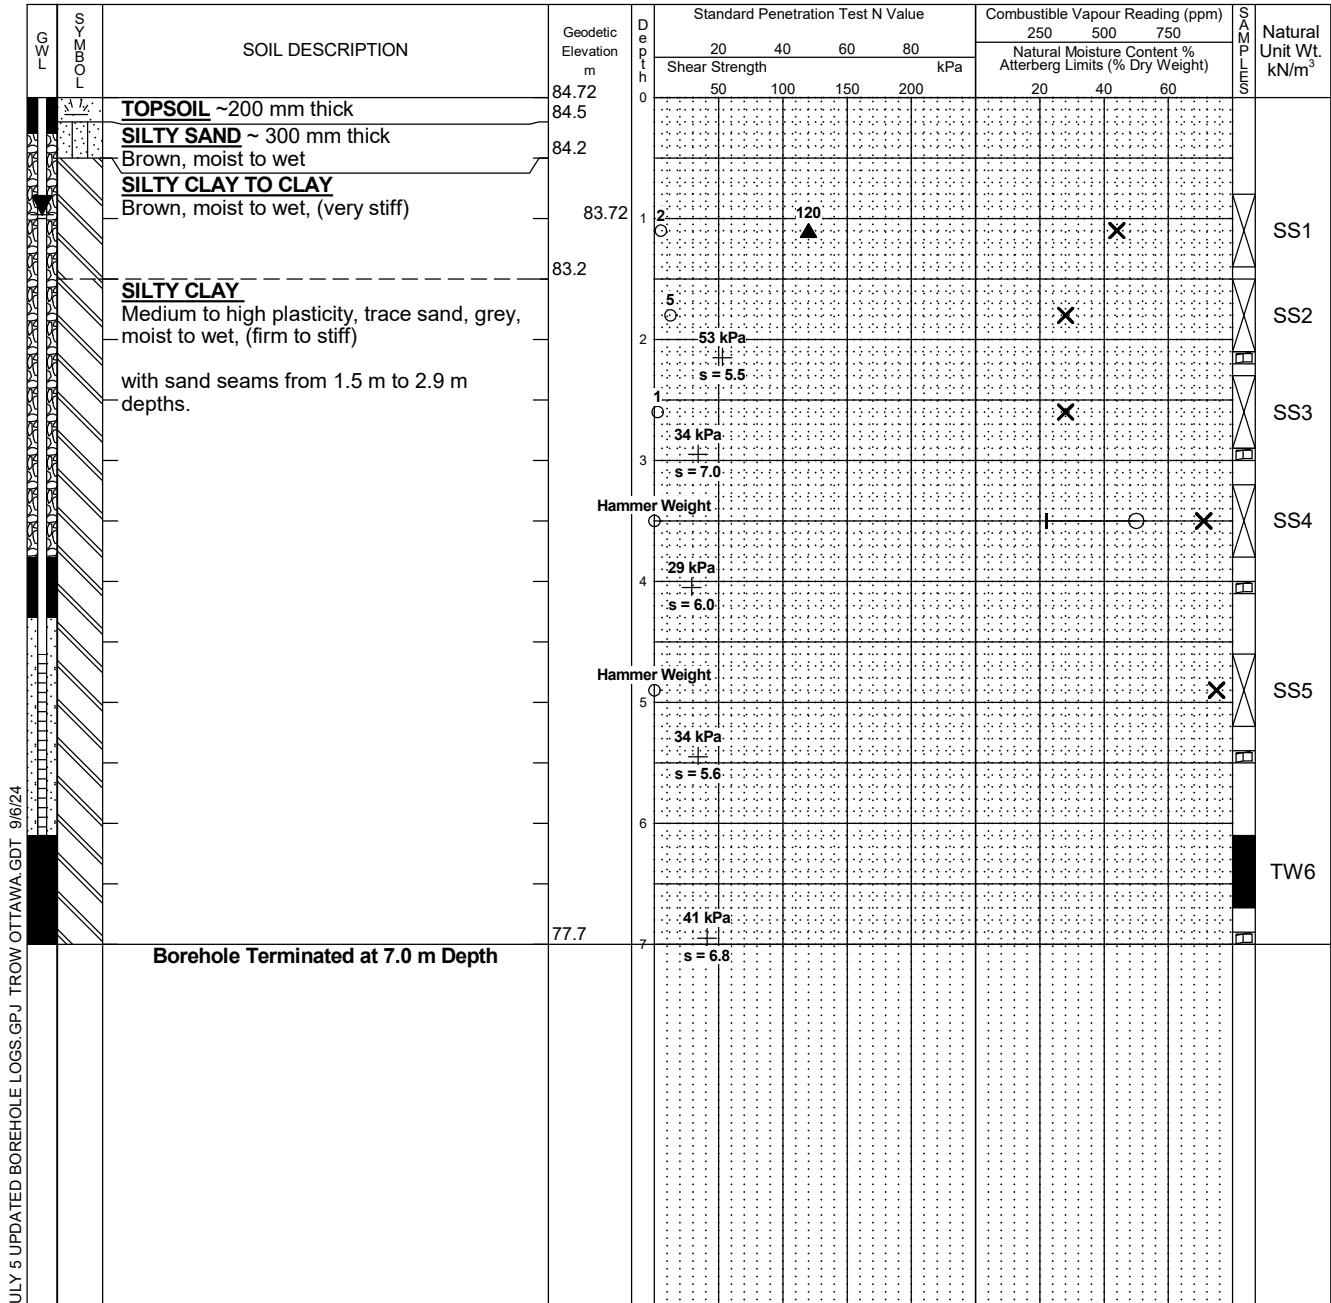 GWL
SYMBOL
SOIL DESCRIPTION
Geodetic
Elevation
m
Depth
Standard Penetration Test N Value
20 40 60 80
Shear Strength kPa
50 100 150 200
Combustible Vapour Reading (ppm)
250 500 750
Natural Moisture Content %
Atterberg Limits (% Dry Weight)
20 40 60
SAMPLES
Natural
Unit Wt.
kN/m³
84.72
0
TOPSOIL ~200 mm thick
84.5
SILTY SAND ~ 300 mm thick
84.2
Brown, moist to wet
SILTY CLAY TO CLAY
Brown, moist to wet, (very stiff)
83.72
1
2
120
SS1
83.2
SILTY CLAY
Medium to high plasticity, trace sand, grey,
moist to wet, (firm to stiff)
5
SS2
2
53 kPa
s = 5.5
with sand seams from 1.5 m to 2.9 m
depths.
1
SS3
34 kPa
3
s = 7.0
Hammer Weight
SS4
29 kPa
4
s = 6.0
Hammer Weight
SS5
5
34 kPa
s = 5.6
6
TW6
41 kPa
77.7
7
s = 6.8
Borehole Terminated at 7.0 m Depth
ULY 5 UPDATED BOREHOLE LOGS.GPJ TROW OTTAWA.GDT 9/6/24